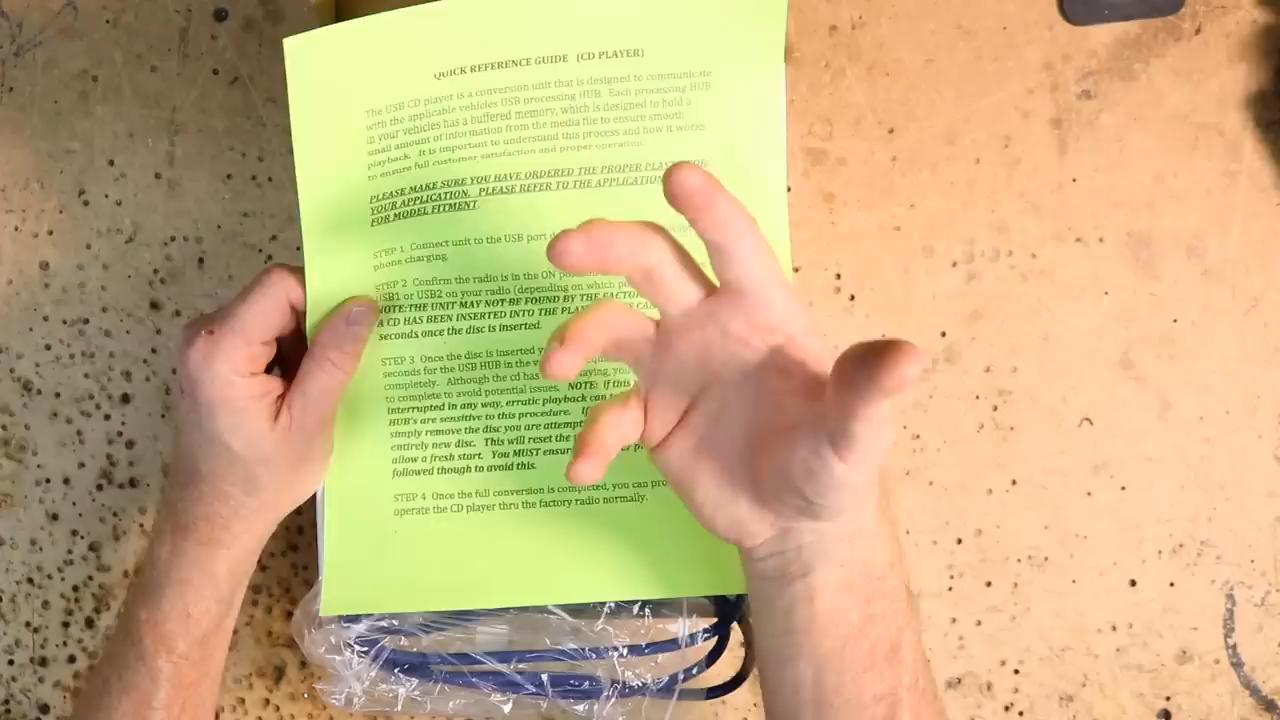 QUICK REFERENCE GUIDE (CD PLAYER)
The USB CD player is a conversion unit that is designed to communicate
with the applicable vehicles USB processing HUB. Each processing HUB
in your vehicles has a buffered memory, which is designed to hold a
small amount of information from the media file to ensure smooth
playback. It is important to understand this process and how it works
to ensure full customer satisfaction and proper operation.
PLEASE MAKE SURE YOU HAVE ORDERED THE PROPER
YOUR APPLICATION. PLEASE REFER TO THE APPLICATION
FOR MODEL FITMENT.
STEP 1 Connect unit to the USB port
phone charging.
STEP 2 Confirm the radio is in the ON
USB1 or USB2 on your radio (depending on which
NOTE:THE UNIT MAY NOT BE FOUND BY THE
A CD HAS BEEN INSERTED INTO THE
seconds once the disc is inserted.
STEP 3 Once the disc is inserted
seconds for the USB HUB in the
completely. Although the cd has
to complete to avoid potential issues. NOTE: If this
interrupted in any way, erratic playback can
HUB's are sensitive to this procedure. If
simply remove the disc you are
entirely new disc. This will reset the
allow a fresh start. You MUST
followed though to avoid this.
STEP 4 Once the full conversion is completed, you can
operate the CD player thru the factory radio normally.